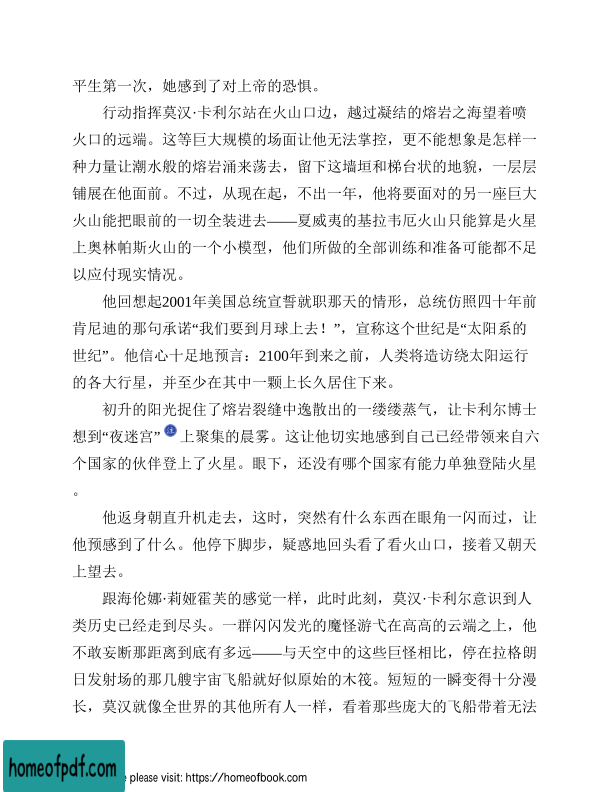 平生第一次，她感到了对上帝的恐惧。
行动指挥莫汉·卡利尔站在火山口边，越过凝结的熔岩之海望着喷
火口的远端。这等巨大规模的场面让他无法掌控，更不能想象是怎样一
种力量让潮水般的熔岩涌来荡去，留下这墙垣和梯台状的地貌，一层层
铺展在他面前。不过，从现在起，不出一年，他将要面对的另一座巨大
火山能把眼前的一切全装进去——夏威夷的基拉韦厄火山只能算是火星
上奥林帕斯火山的一个小模型，他们所做的全部训练和准备可能都不足
以应付现实情况。
他回想起2001年美国总统宣誓就职那天的情形，总统仿照四十年前
肯尼迪的那句承诺“我们要到月球上去！”，宣称这个世纪是“太阳系的
世纪”。他信心十足地预言：2100年到来之前，人类将造访绕太阳运行
的各大行星，并至少在其中一颗上长久居住下来。
初升的阳光捉住了熔岩裂缝中逸散出的一缕缕蒸气，让卡利尔博士
想到“夜迷宫”注上聚集的晨雾。这让他切实地感到自己已经带领来自六
个国家的伙伴登上了火星。眼下，还没有哪个国家有能力单独登陆火星
。
他返身朝直升机走去，这时，突然有什么东西在眼角一闪而过，让
他预感到了什么。他停下脚步，疑惑地回头看了看火山口，接着又朝天
上望去。
跟海伦娜·莉娅霍芙的感觉一样，此时此刻，莫汉·卡利尔意识到人
类历史已经走到尽头。一群闪闪发光的魔怪游弋在高高的云端之上，他
不敢妄断那距离到底有多远——与天空中的这些巨怪相比，停在拉格朗
日发射场的那几艘宇宙飞船就好似原始的木筏。短短的一瞬变得十分漫
长，莫汉就像全世界的其他所有人一样，看着那些庞大的飞船带着无法
homeofpdf.com
e please visit: https://homeofbook.com